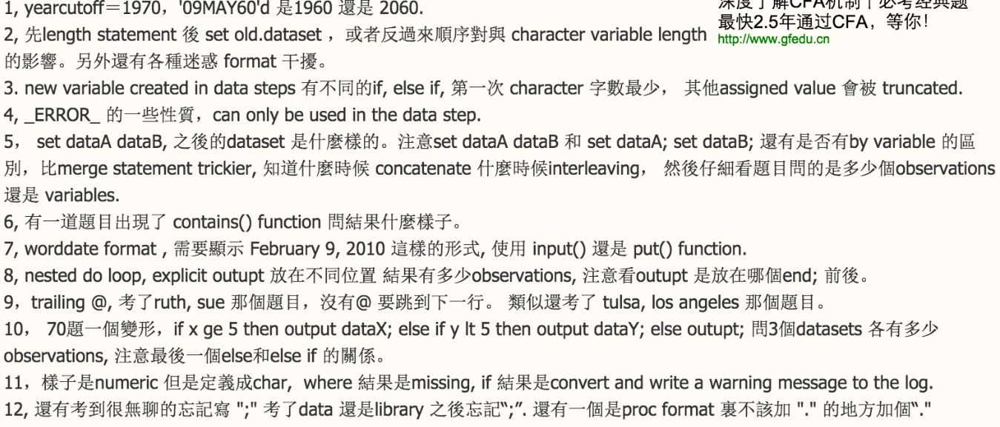 1, yearcutoff＝1970，'09MAY60'd 是1960 還是 2060.
深度了解CFA机制丨必考经典题
最快2.5年通过CFA，等你！
http://www.gfedu.cn
2, 先length statement 後 set old.dataset ，或者反過來順序對與 character variable length
的影響。另外還有各種迷惑 format 干擾。
3. new variable created in data steps 有不同的if, else if, 第一次 character 字數最少， 其他assigned value 會被 truncated.
4, _ERROR_ 的一些性質，can only be used in the data step.
5， set dataA dataB, 之後的dataset 是什麼樣的。注意set dataA dataB 和 set dataA; set dataB; 還有是否有by variable 的區
別，比merge statement trickier, 知道什麼時候 concatenate 什麼時候interleaving， 然後仔細看題目問的是多少個observations
還是 variables.
6, 有一道題目出現了 contains() function 問結果什麼樣子。
7, worddate format , 需要顯示 February 9, 2010 這樣的形式, 使用 input() 還是 put() function.
8, nested do loop, explicit outupt 放在不同位置 結果有多少observations, 注意看outupt 是放在哪個end; 前後。
9，trailing @, 考了ruth, sue 那個題目，沒有@ 要跳到下一行。 類似還考了 tulsa, los angeles 那個題目。
10， 70題一個變形，if x ge 5 then output dataX; else if y lt 5 then output dataY; else outupt; 問3個datasets 各有多少
observations, 注意最後一個else和else if 的關係。
11，樣子是numeric 但是定義成char,  where 結果是missing, if 結果是convert and write a warning message to the log.
12, 還有考到很無聊的忘記寫 ";" 考了data 還是library 之後忘記“;”. 還有一個是proc format 裏不該加 "." 的地方加個“."